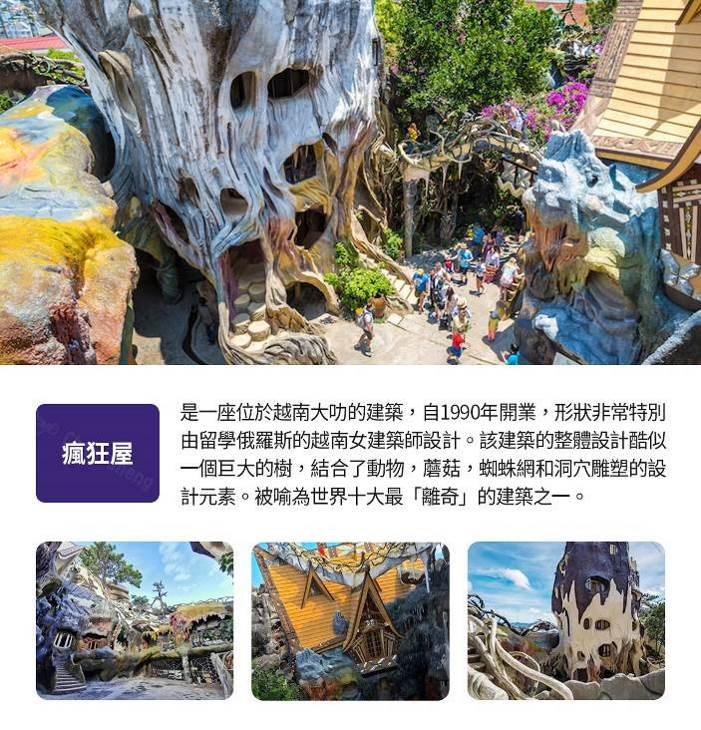 瘋狂屋
是一座位於越南大叻的建築，自1990年開業，形狀非常特別
由留學俄羅斯的越南女建築師設計。該建築的整體設計酷似
一個巨大的樹，結合了動物，蘑菇，蜘蛛網和洞穴雕塑的設
計元素。被喻為世界十大最「離奇」的建築之一。